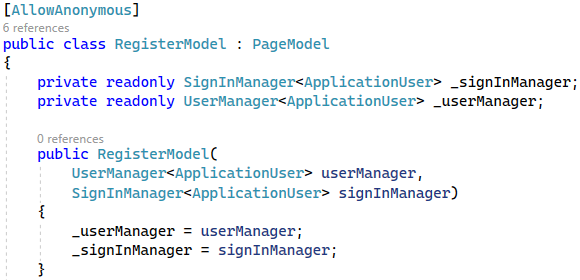 [AllowAnonymous]
6 references
public class RegisterModel : PageModel
{
    private readonly SignInManager<ApplicationUser> _signInManager;
    private readonly UserManager<ApplicationUser> _userManager;
    0 references
    public RegisterModel(
        UserManager<ApplicationUser> userManager,
        SignInManager<ApplicationUser> signInManager)
    {
        _userManager = userManager;
        _signInManager = signInManager;
    }